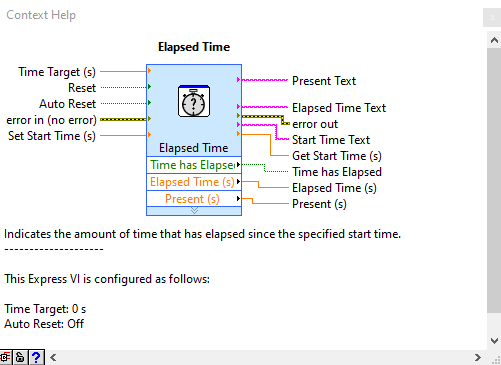 Context Help
Elapsed Time
Time Target (s)
Reset
Auto Reset
error in (no error)
Set Start Time (s)
?
Elapsed Time
Time has Elapsed
Elapsed Time (s)
Present (s)
Present Text
Elapsed Time Text
error out
Start Time Text
Get Start Time (s)
Time has Elapsed
Elapsed Time (s)
Present (s)
Indicates the amount of time that has elapsed since the specified start time.
--------------------
This Express VI is configured as follows:
Time Target: 0 s
Auto Reset: Off
?